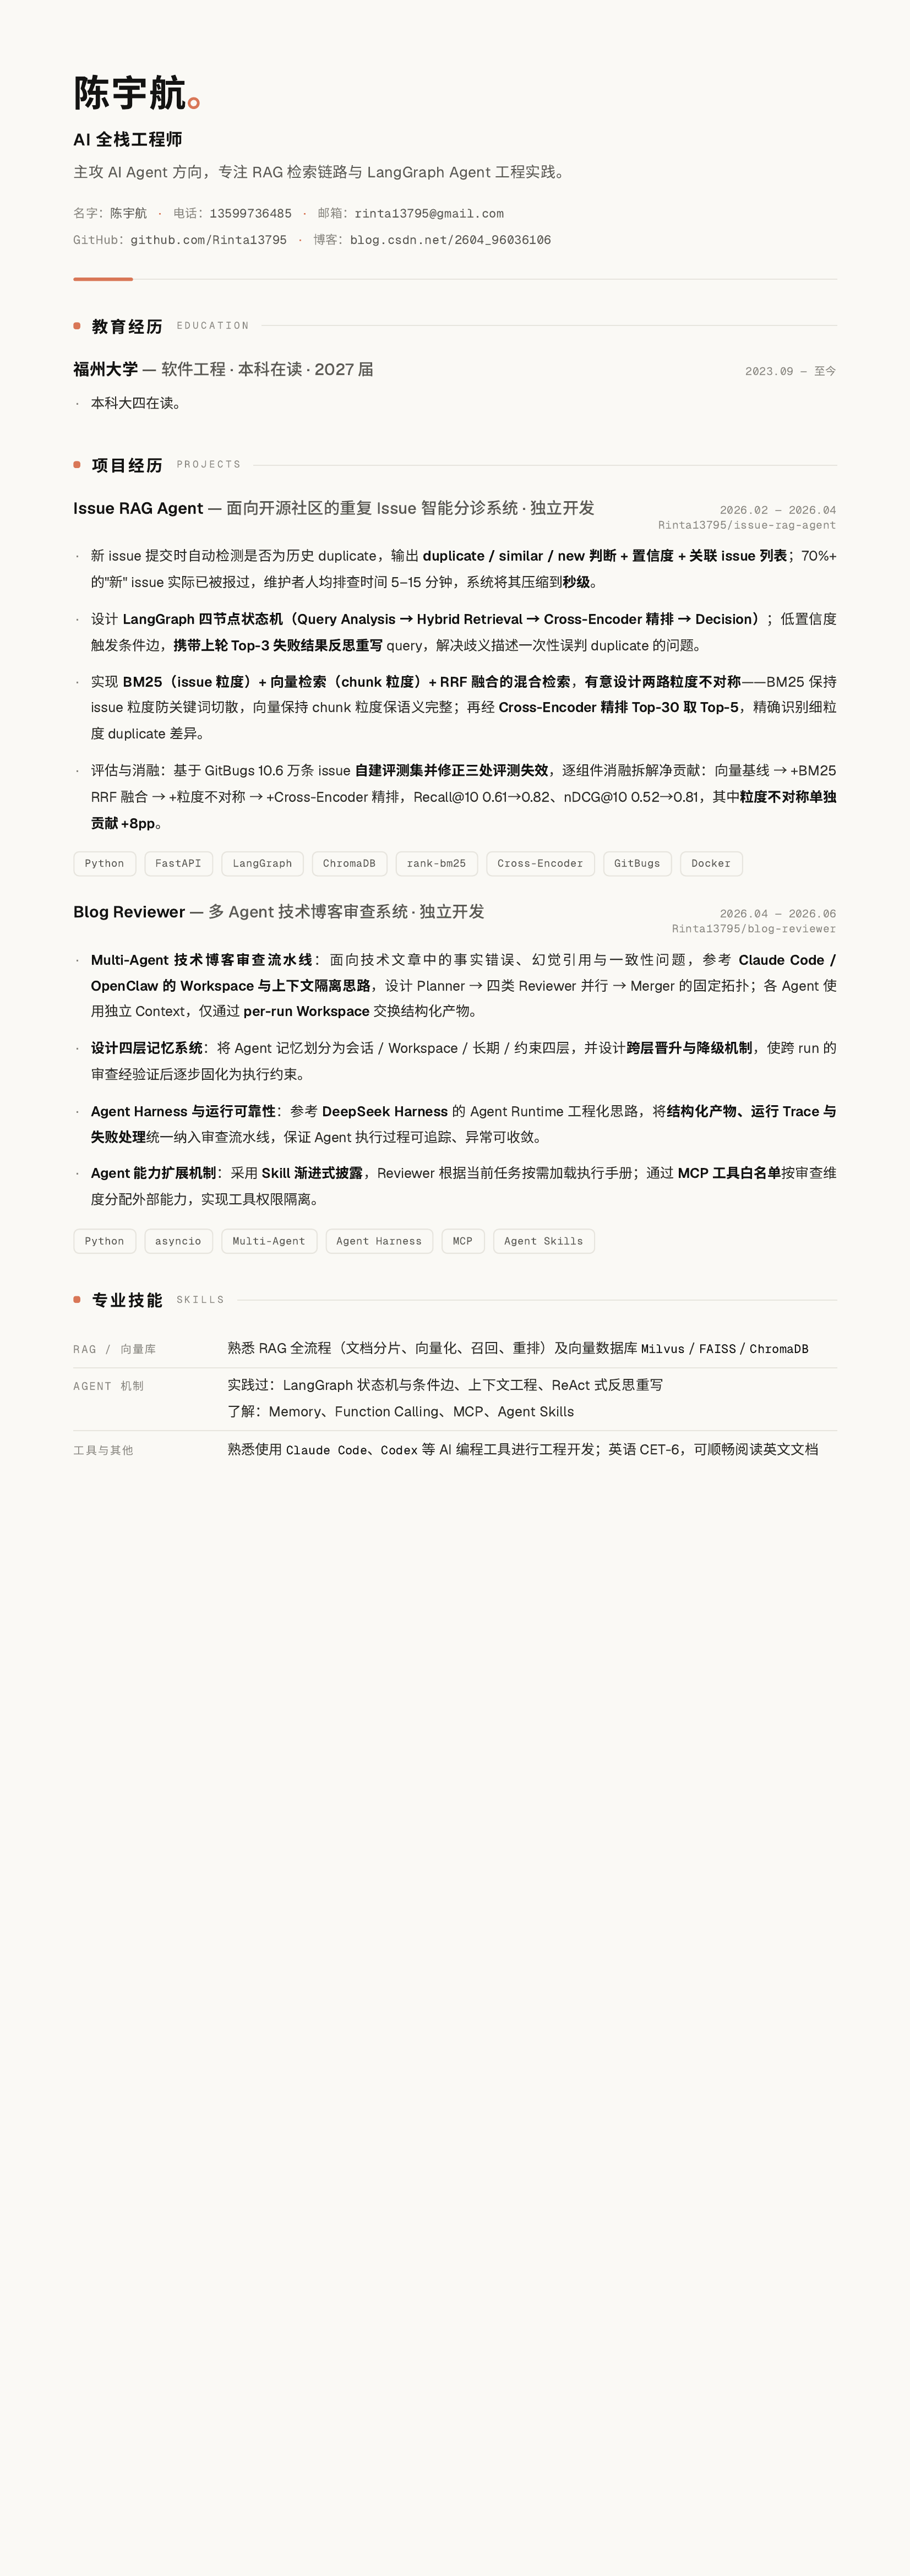 陈宇航。
AI 全栈工程师
主攻 AI Agent 方向，专注 RAG 检索链路与 LangGraph Agent 工程实践。
名字：陈宇航 · 电话：13599736485 · 邮箱：rinta13795@gmail.com
GitHub：github.com/Rinta13795 · 博客：blog.csdn.net/2604_96036106
教育经历 EDUCATION
福州大学 — 软件工程 · 本科在读 · 2027 届 2023.09 – 至今
· 本科大四在读。
项目经历 PROJECTS
Issue RAG Agent — 面向开源社区的重复 Issue 智能分诊系统 · 独立开发 2026.02 – 2026.04
Rinta13795/issue-rag-agent
· 新 issue 提交时自动检测是否为历史 duplicate，输出 duplicate / similar / new 判断 + 置信度 + 关联 issue 列表；70%+
的"新" issue 实际已被报过，维护者人均排查时间 5–15 分钟，系统将其压缩到秒级。
· 设计 LangGraph 四节点状态机（Query Analysis → Hybrid Retrieval → Cross-Encoder 精排 → Decision）；低置信度
触发条件边，携带上轮 Top-3 失败结果反思重写 query，解决歧义描述一次性误判 duplicate 的问题。
· 实现 BM25（issue 粒度）+ 向量检索（chunk 粒度）+ RRF 融合的混合检索，有意设计两路粒度不对称——BM25 保持
issue 粒度防关键词切散，向量保持 chunk 粒度保语义完整；再经 Cross-Encoder 精排 Top-30 取 Top-5，精确识别细粒
度 duplicate 差异。
· 评估与消融：基于 GitBugs 10.6 万条 issue 自建评测集并修正三处评测失效，逐组件消融拆解净贡献：向量基线 → +BM25
RRF 融合 → +粒度不对称 → +Cross-Encoder 精排，Recall@10 0.61→0.82、nDCG@10 0.52→0.81，其中粒度不对称单独
贡献 +8pp。
Python FastAPI LangGraph ChromaDB rank-bm25 Cross-Encoder GitBugs Docker
Blog Reviewer — 多 Agent 技术博客审查系统 · 独立开发 2026.04 – 2026.06
Rinta13795/blog-reviewer
· Multi-Agent 技术博客审查流水线：面向技术文章中的事实错误、幻觉引用与一致性问题，参考 Claude Code /
OpenClaw 的 Workspace 与上下文隔离思路，设计 Planner → 四类 Reviewer 并行 → Merger 的固定拓扑；各 Agent 使
用独立 Context，仅通过 per-run Workspace 交换结构化产物。
· 设计四层记忆系统：将 Agent 记忆划分为会话 / Workspace / 长期 / 约束四层，并设计跨层晋升与降级机制，使跨 run 的
审查经验证后逐步固化为执行约束。
· Agent Harness 与运行可靠性：参考 DeepSeek Harness 的 Agent Runtime 工程化思路，将结构化产物、运行 Trace 与
失败处理统一纳入审查流水线，保证 Agent 执行过程可追踪、异常可收敛。
· Agent 能力扩展机制：采用 Skill 渐进式披露，Reviewer 根据当前任务按需加载执行手册；通过 MCP 工具白名单按审查维
度分配外部能力，实现工具权限隔离。
Python asyncio Multi-Agent Agent Harness MCP Agent Skills
专业技能 SKILLS
RAG / 向量库 熟悉 RAG 全流程（文档分片、向量化、召回、重排）及向量数据库 Milvus / FAISS / ChromaDB
AGENT 机制 实践过：LangGraph 状态机与条件边、上下文工程、ReAct 式反思重写
了解：Memory、Function Calling、MCP、Agent Skills
工具与其他 熟悉使用 Claude Code、Codex 等 AI 编程工具进行工程开发；英语 CET-6，可顺畅阅读英文文档